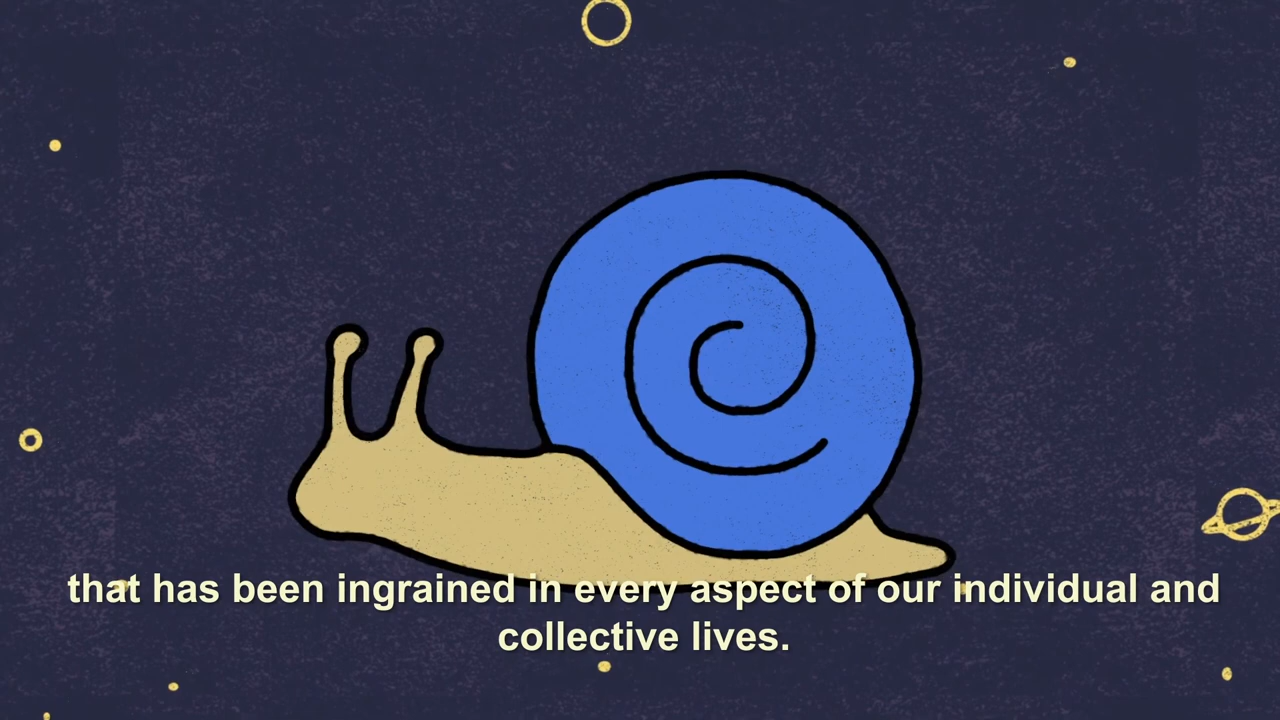 that has been ingrained in every aspect of our individual and
collective lives.